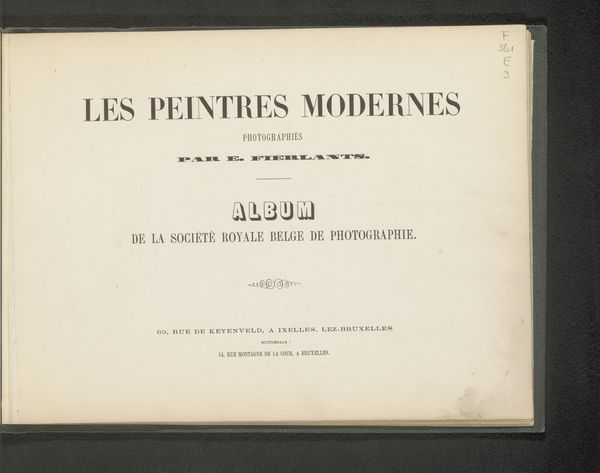 F
361
E
3
LES PEINTRES MODERNES
PHOTOGRAPHIÉS
PAR E. FIERLANTS.
ALBUM
DE LA SOCIÉTÉ ROYALE BELGE DE PHOTOGRAPHIE.
69, RUE DE KEYENVELD, A IXELLES, LEZ-BRUXELLES.
SUCCURSALE :
54, RUE MONTAGNE DE LA COUR, A BRUXELLES.